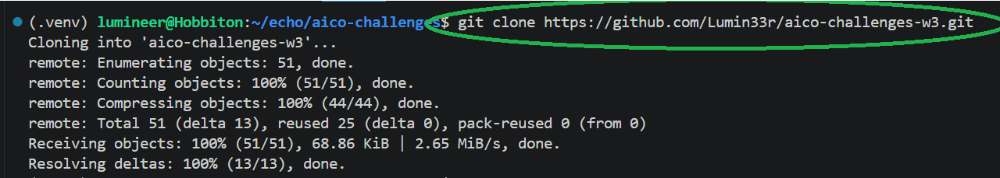 (.venv) lumineer@Hobbiton:~/echo/aico-challenges$ git clone https://github.com/Lumin33r/aico-challenges-w3.git
Cloning into 'aico-challenges-w3'...
remote: Enumerating objects: 51, done.
remote: Counting objects: 100% (51/51), done.
remote: Compressing objects: 100% (44/44), done.
remote: Total 51 (delta 13), reused 25 (delta 0), pack-reused 0 (from 0)
Receiving objects: 100% (51/51), 68.86 KiB | 2.65 MiB/s, done.
Resolving deltas: 100% (13/13), done.